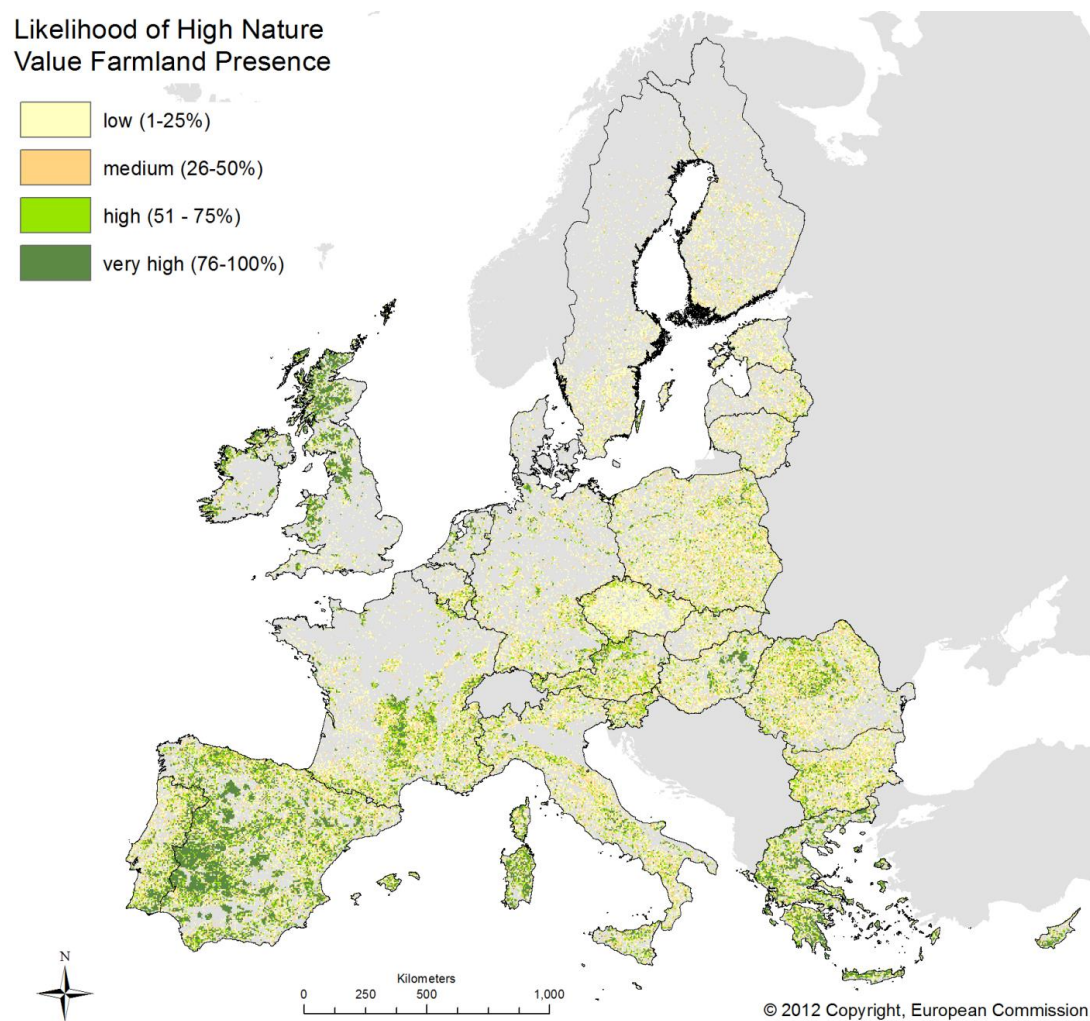 Likelihood of High Nature
Value Farmland Presence
low (1-25%)
medium (26-50%)
high (51 - 75%)
very high (76-100%)
N
Kilometers
0 250 500 1,000
© 2012 Copyright, European Commission